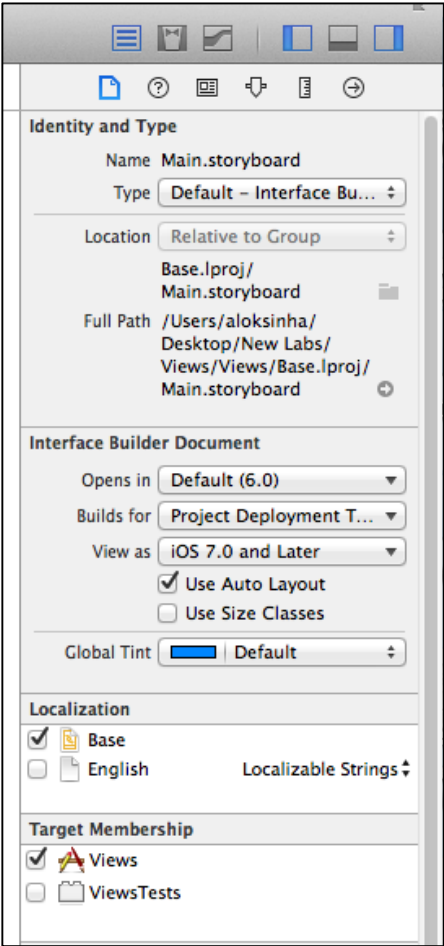 Identity and Type
Name Main.storyboard
Type Default – Interface Bu...
Location Relative to Group
Base.lproj/
Main.storyboard
Full Path /Users/aloksinha/
Desktop/New Labs/
Views/Views/Base.lproj/
Main.storyboard
Interface Builder Document
Opens in Default (6.0)
Builds for Project Deployment T...
View as iOS 7.0 and Later
Use Auto Layout
Use Size Classes
Global Tint Default
Localization
Base
English Localizable Strings
Target Membership
Views
ViewsTests